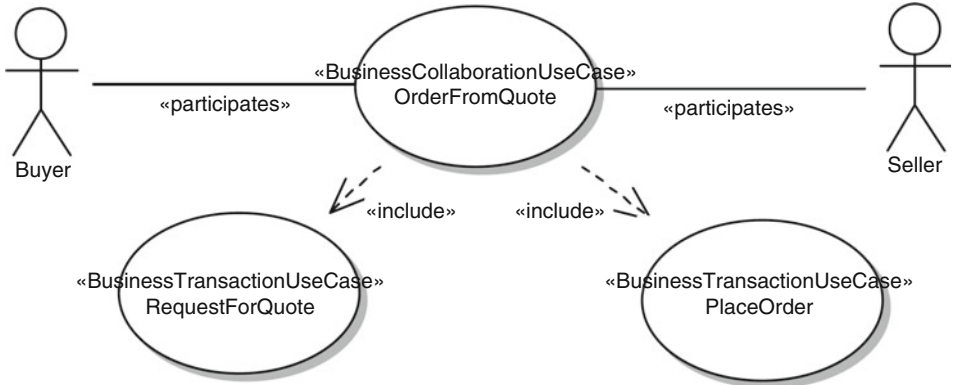 «BusinessCollaborationUseCase»
OrderFromQuote
«participates»
«participates»
Buyer
Seller
«include»
«include»
«BusinessTransactionUseCase»
RequestForQuote
«BusinessTransactionUseCase»
PlaceOrder